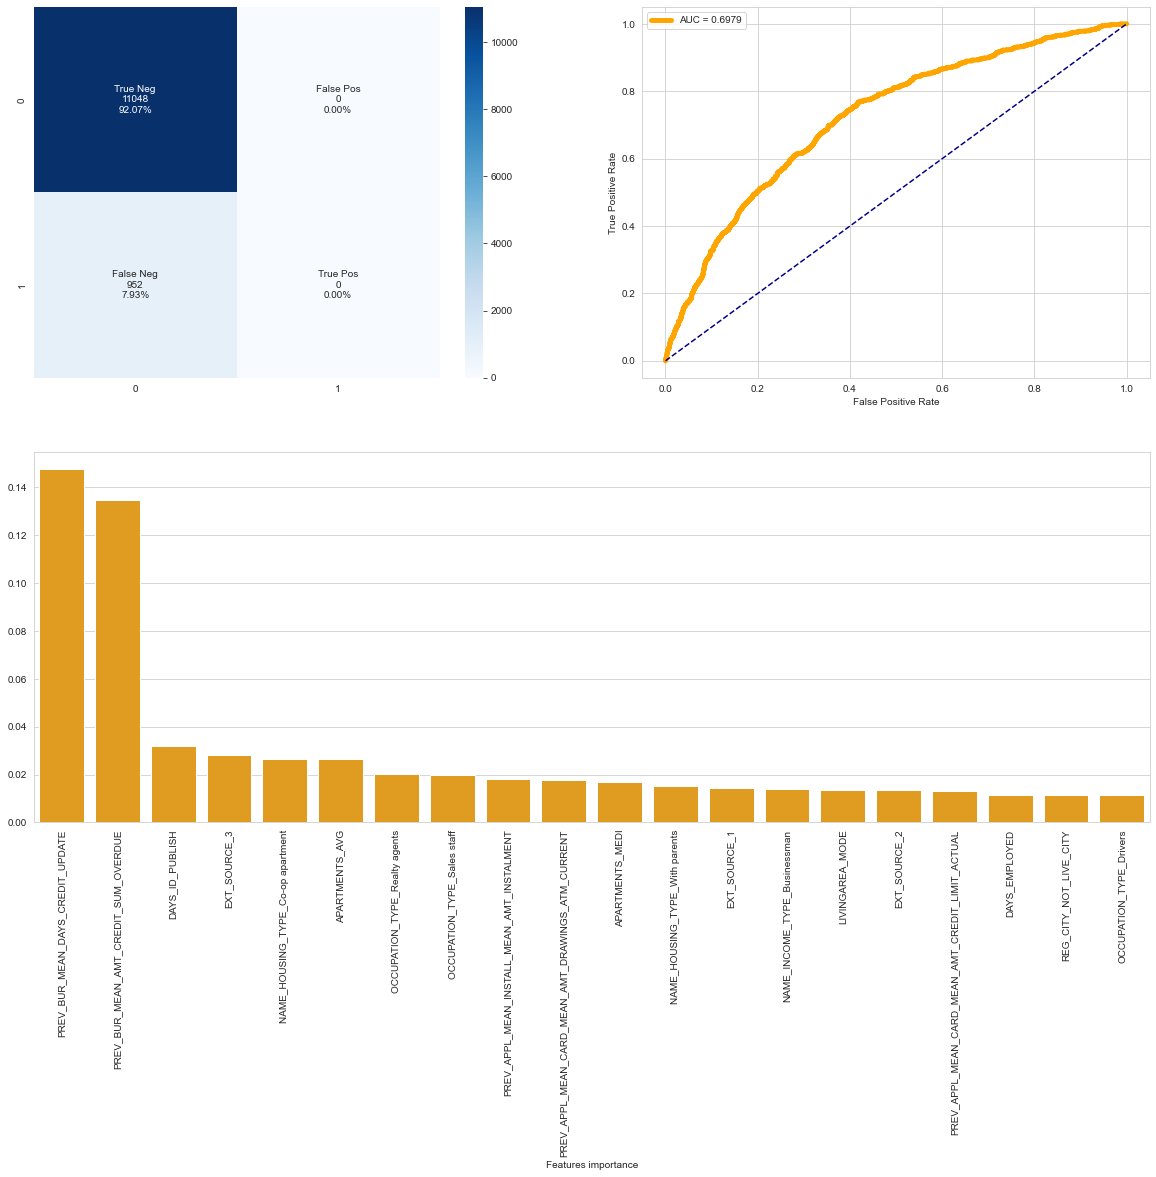 True Neg
11048
92.07%
False Pos
0
0.00%
False Neg
952
7.93%
True Pos
0
0.00%
0
1
0
1
10000
8000
6000
4000
2000
0
AUC = 0.6979
1.0
0.8
0.6
0.4
0.2
0.0
True Positive Rate
0.0
0.2
0.4
0.6
0.8
1.0
False Positive Rate
0.14
0.12
0.10
0.08
0.06
0.04
0.02
0.00
PREV_BUR_MEAN_DAYS_CREDIT_UPDATE
PREV_BUR_MEAN_AMT_CREDIT_SUM_OVERDUE
DAYS_ID_PUBLISH
EXT_SOURCE_3
NAME_HOUSING_TYPE_Co-op apartment
APARTMENTS_AVG
OCCUPATION_TYPE_Realty agents
OCCUPATION_TYPE_Sales staff
PREV_APPL_MEAN_INSTALL_MEAN_AMT_INSTALMENT
PREV_APPL_MEAN_CARD_MEAN_AMT_DRAWINGS_ATM_CURRENT
APARTMENTS_MEDI
NAME_HOUSING_TYPE_With parents
EXT_SOURCE_1
NAME_INCOME_TYPE_Businessman
LIVINGAREA_MODE
EXT_SOURCE_2
PREV_APPL_MEAN_CARD_MEAN_AMT_CREDIT_LIMIT_ACTUAL
DAYS_EMPLOYED
REG_CITY_NOT_LIVE_CITY
OCCUPATION_TYPE_Drivers
Features importance